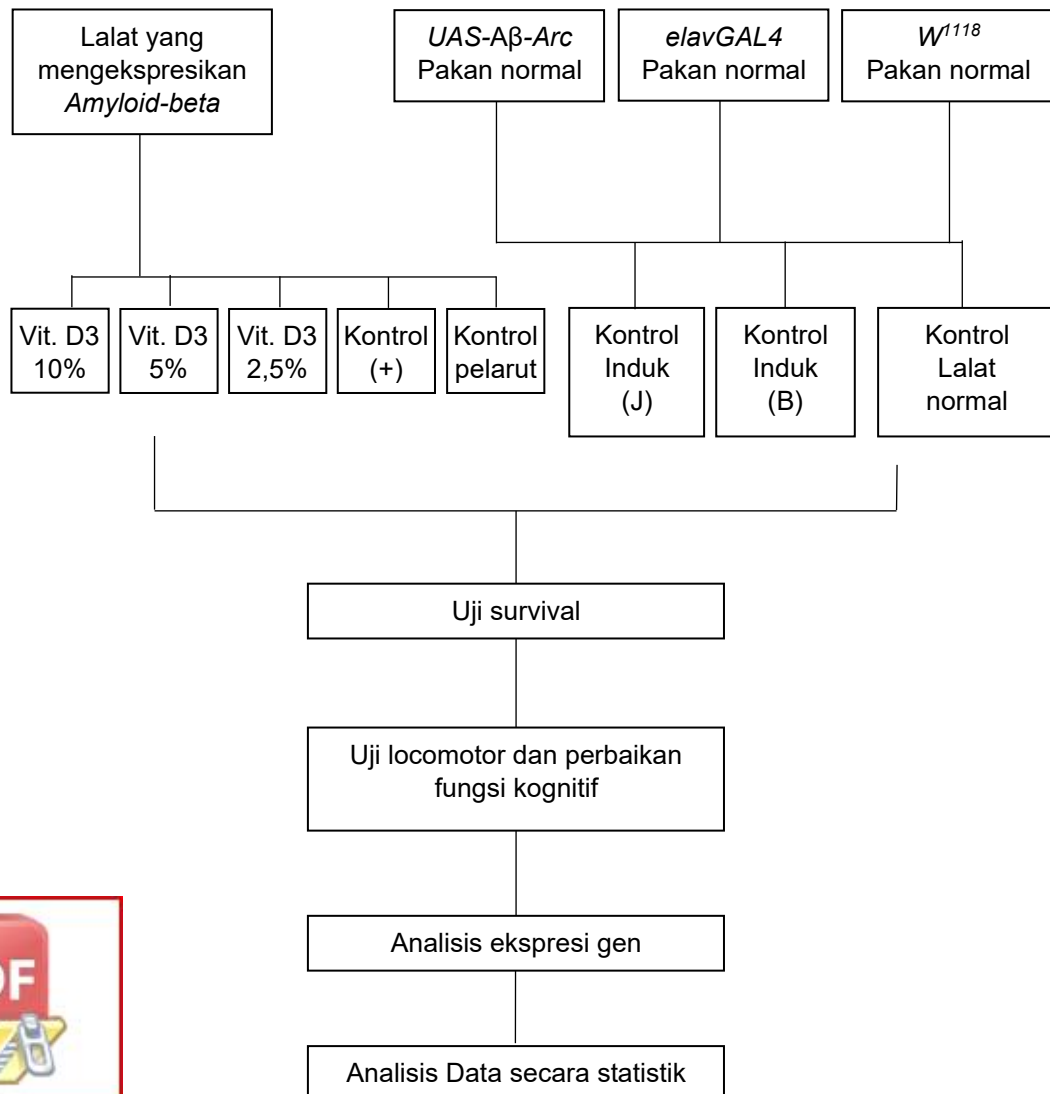 Lalat yang
mengekspresikan
Amyloid-beta
UAS-Aβ-Arc
Pakan normal
elavGAL4
Pakan normal
W1118
Pakan normal
Vit. D3
10%
Vit. D3
5%
Vit. D3
2,5%
Kontrol
(+)
Kontrol
pelarut
Kontrol
Induk
(J)
Kontrol
Induk
(B)
Kontrol
Lalat
normal
Uji survival
Uji locomotor dan perbaikan
fungsi kognitif
Analisis ekspresi gen
Analisis Data secara statistik